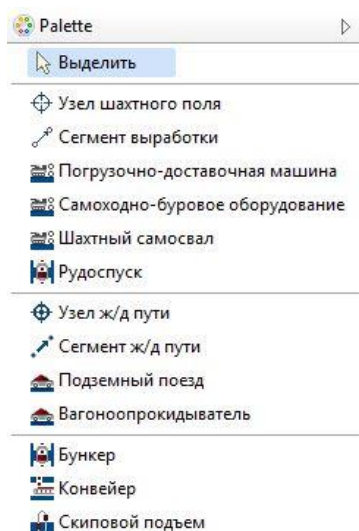 Palette
Выделить
Узел шахтного поля
Сегмент выработки
Погрузочно-доставочная машина
Самоходно-буровое оборудование
Шахтный самосвал
Рудоспуск
Узел ж/д пути
Сегмент ж/д пути
Подземный поезд
Вагоноопрокидыватель
Бункер
Конвейер
Скиповой подъем